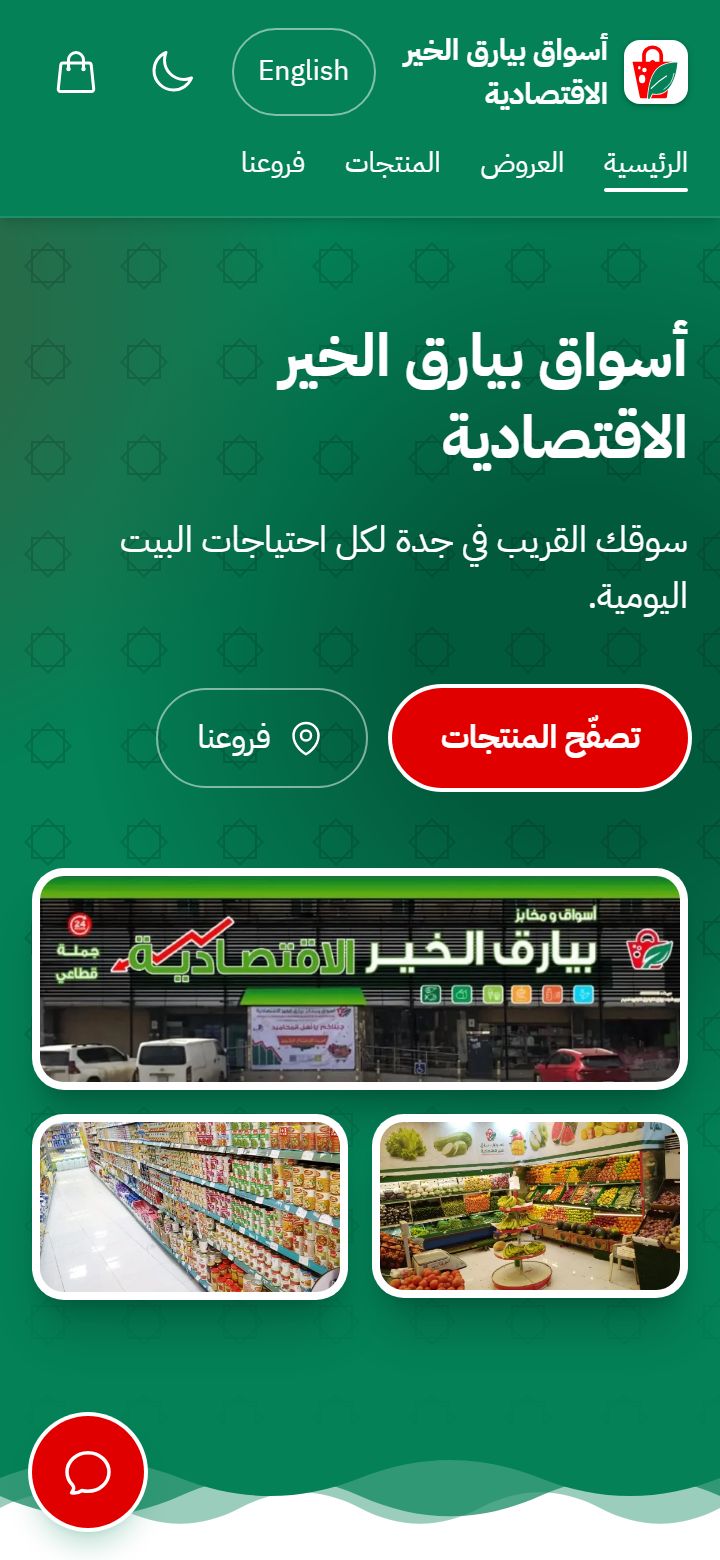 أسواق بيارق الخير
الاقتصادية
English
الرئيسية
العروض
المنتجات
فروعنا
أسواق بيارق الخير
الاقتصادية
سوقك القريب في جدة لكل احتياجات البيت
اليومية.
تصفّح المنتجات
فروعنا
أسواق و مخابز
بيارق الخير الاقتصادية
24
جملة
قطاعي